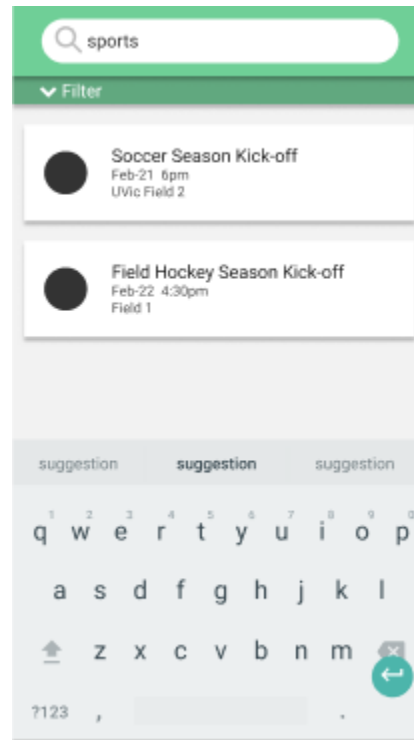 sports
Filter
Soccer Season Kick-off
Feb-21 6pm
UVic Field 2
Field Hockey Season Kick-off
Feb-22 4:30pm
Field 1
suggestion suggestion suggestion
1 2 3 4 5 6 7 8 9 0
q w e r t y u i o p
a s d f g h j k l
z x c v b n m
?123 , .